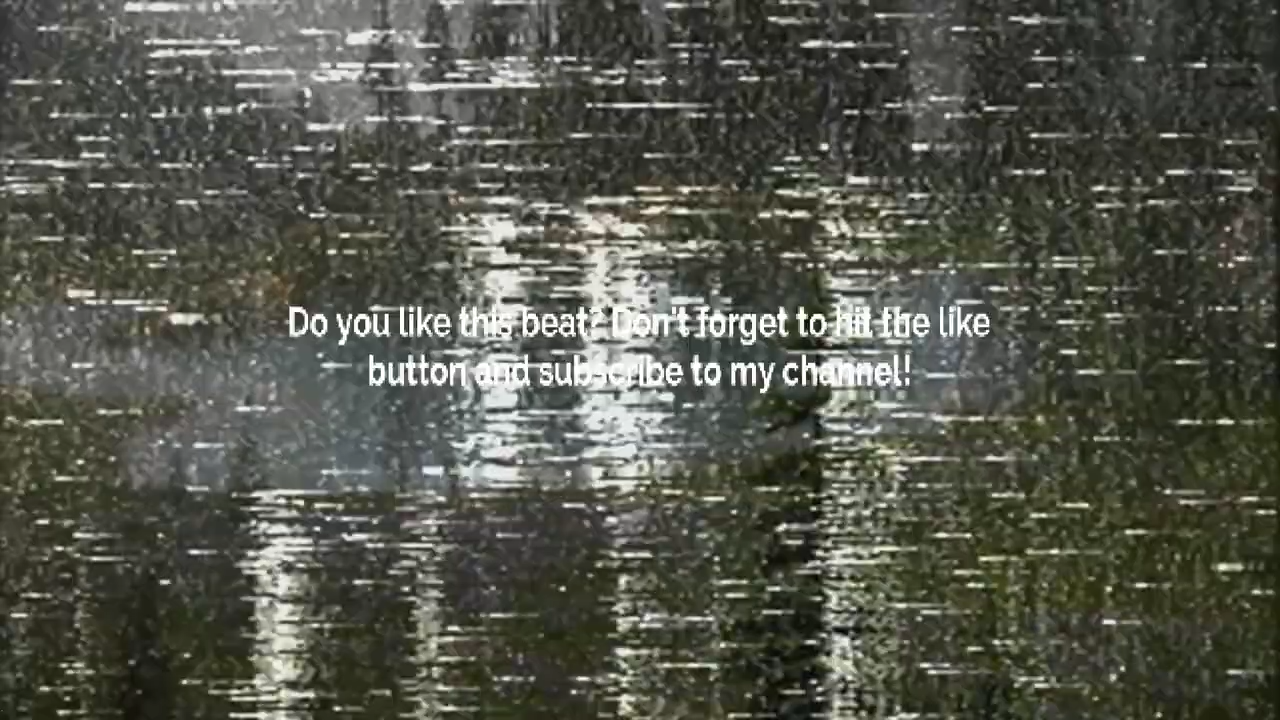 Do you like this beat? Don't forget to hit the like
button and subscribe to my channel!